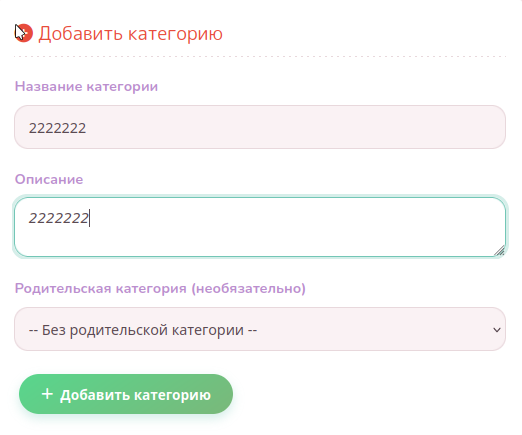 Добавить категорию
Название категории
2222222
Описание
2222222
Родительская категория (необязательно)
-- Без родительской категории --
+ Добавить категорию